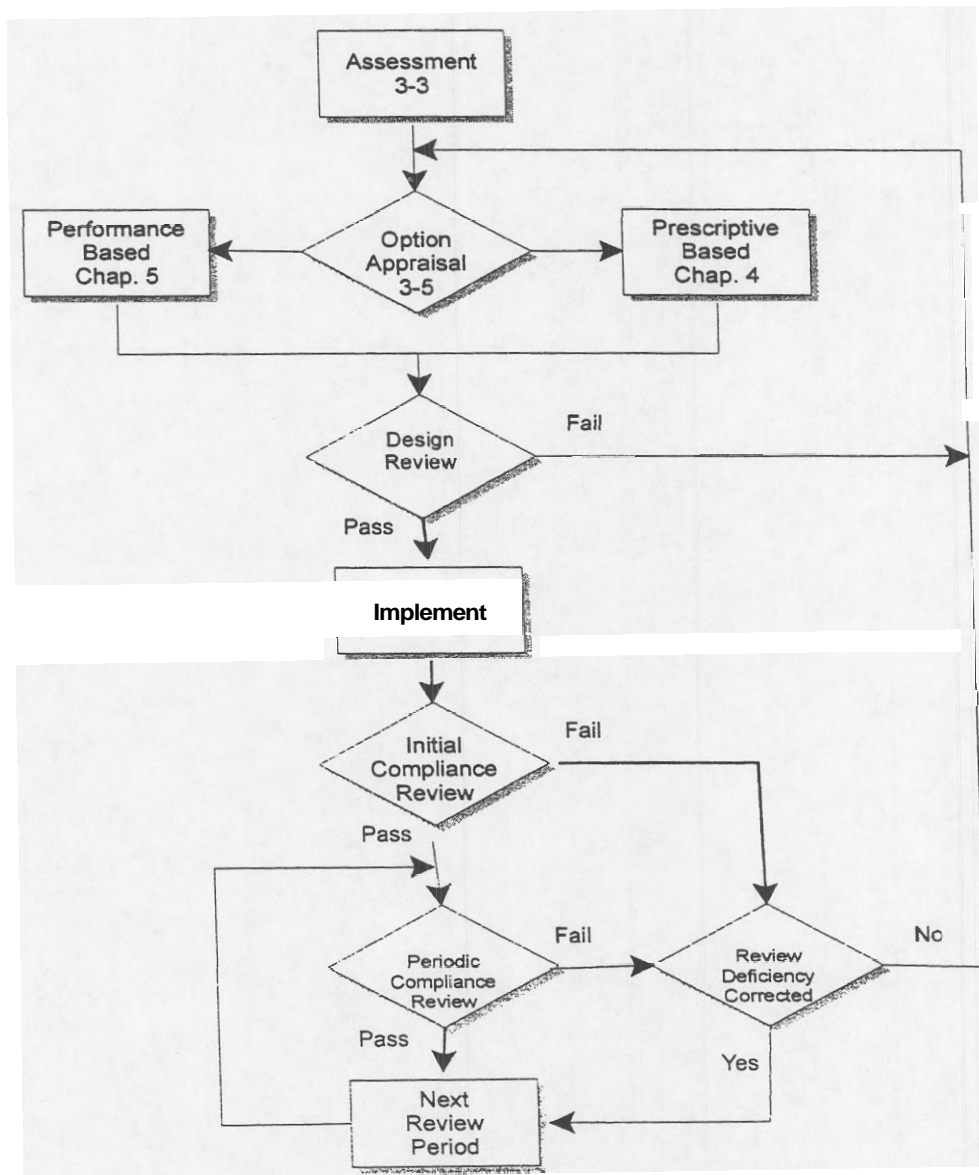 Assessment
3-3
Performance
Based
Chap. 5
Option
Appraisal
3-5
Prescriptive
Based
Chap. 4
Design
Review
Fail
Pass
Implement
Initial
Compliance
Review
Fail
Pass
Periodic
Compliance
Review
Fail
Review
Deficiency
Corrected
No
Pass
Yes
Next
Review
Period